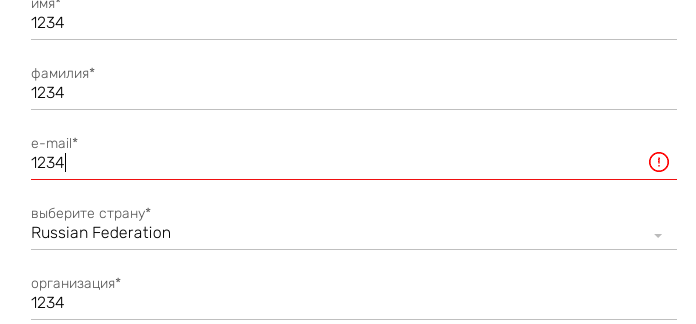 имя*
1234
фамилия*
1234
e-mail*
1234
выберите страну*
Russian Federation
организация*
1234